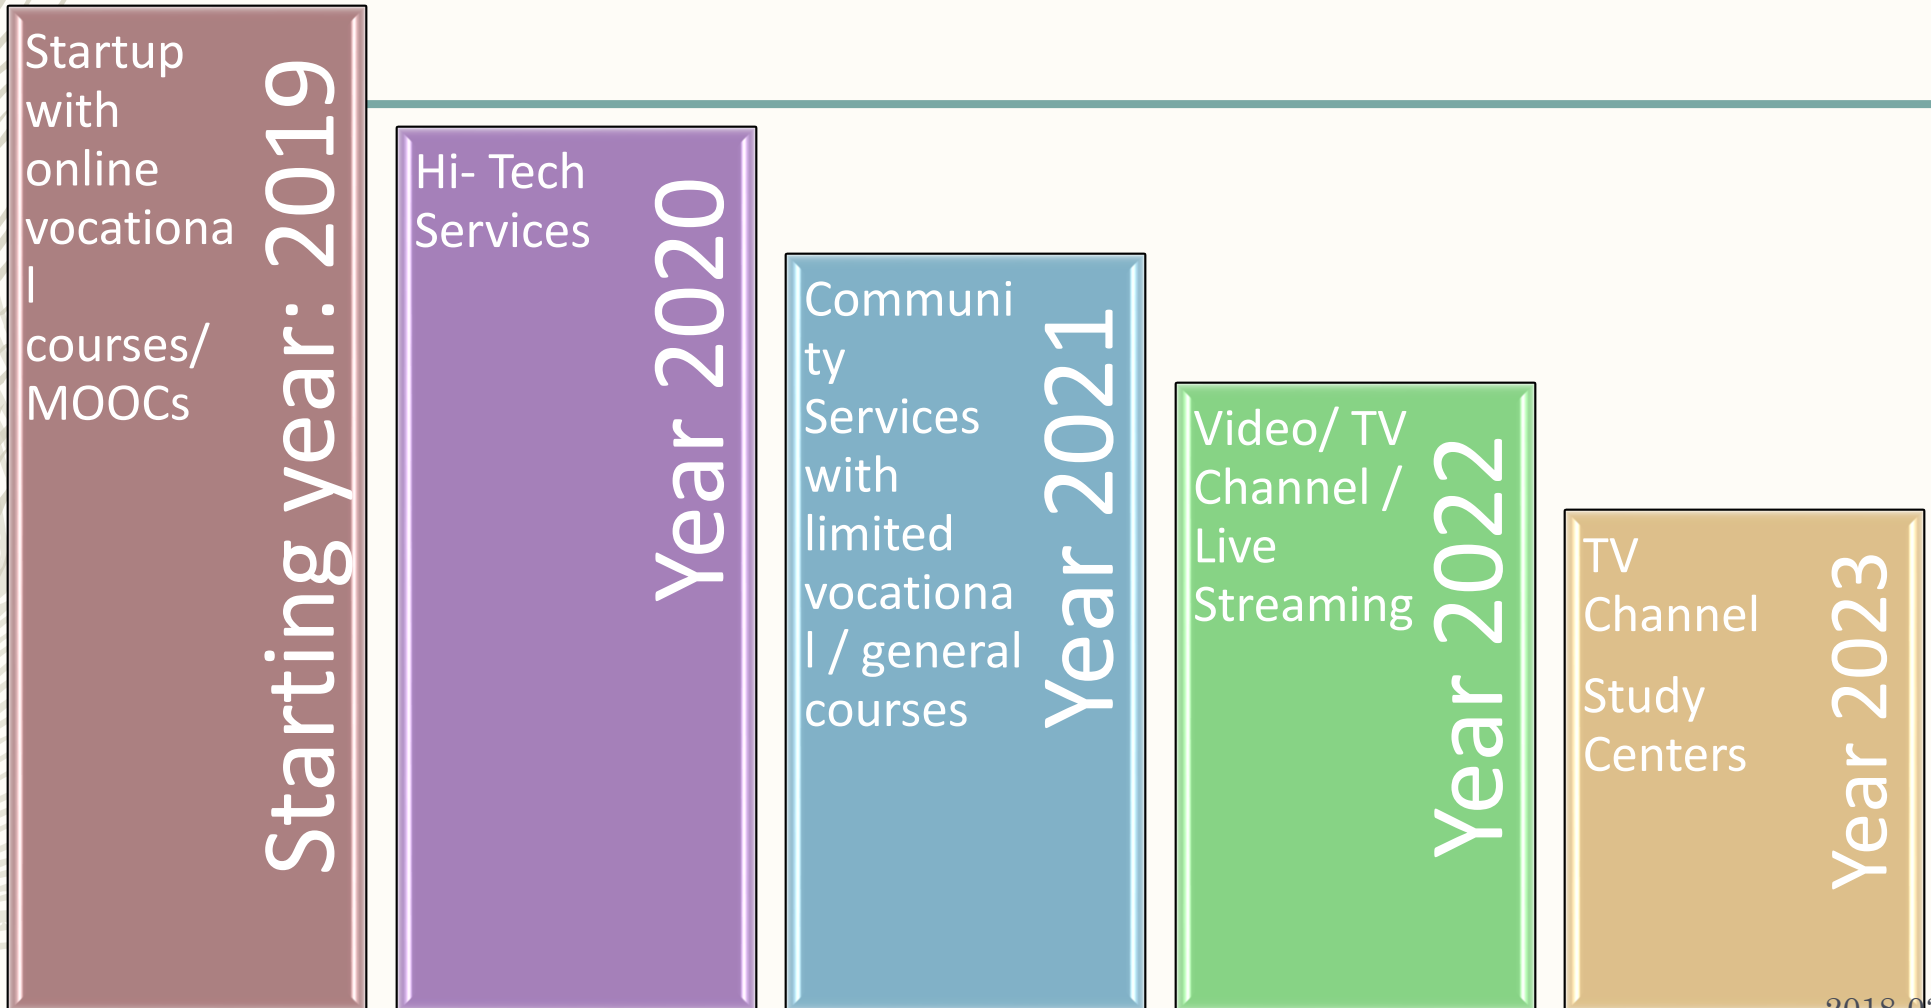 Startup
with
online
vocationa
l
courses/
MOOCs
Starting year: 2019
Hi- Tech
Services
Year 2020
Communi
ty
Services
with
limited
vocationa
l / general
courses
Year 2021
Video/ TV
Channel /
Live
Streaming
Year 2022
TV
Channel
Study
Centers
Year 2023